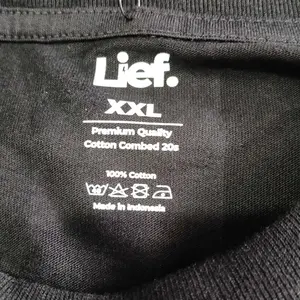 Lief.
XXL
Premium Quality
Cotton Combed 20s
100% Cotton
Made in Indonesia